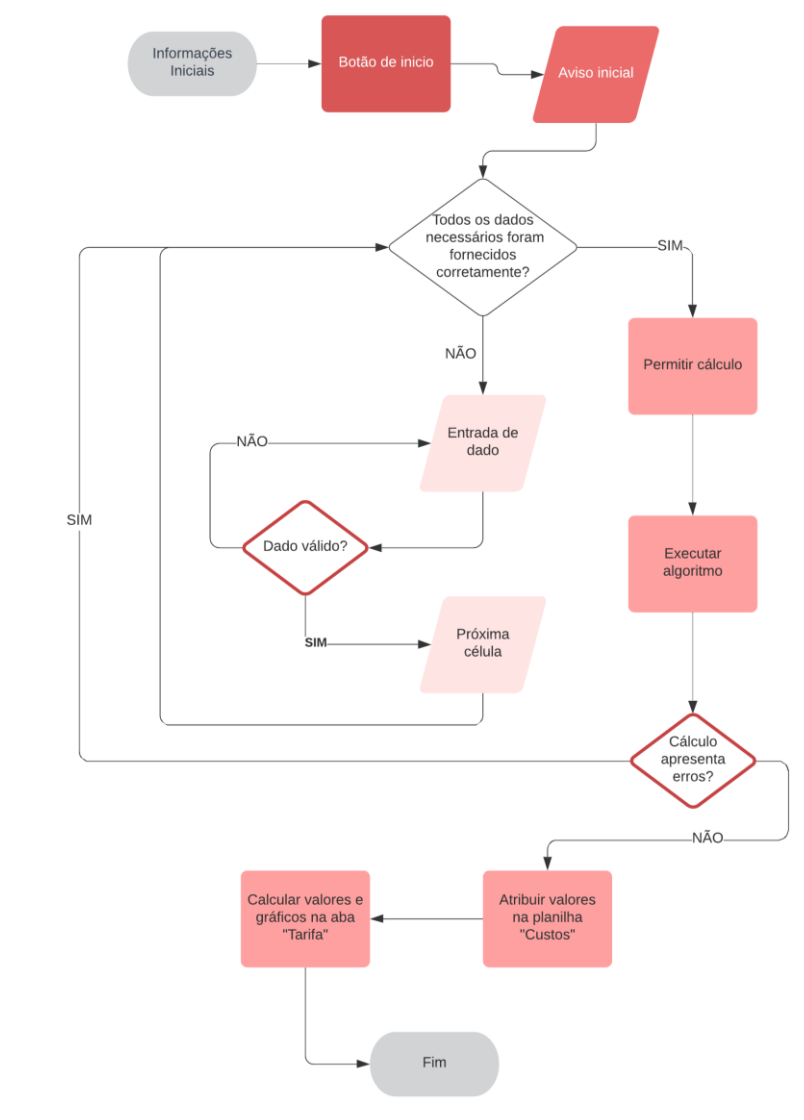 Informações
Iniciais
Botão de inicio
Aviso inicial
Todos os dados
necessários foram
fornecidos
corretamente?
SIM
NÃO
Permitir cálculo
Entrada de
dado
NÃO
SIM
Dado válido?
Executar
algoritmo
SIM
Próxima
célula
Cálculo
apresenta
erros?
NÃO
Calcular valores e
gráficos na aba
"Tarifa"
Atribuir valores
na planilha
"Custos"
Fim